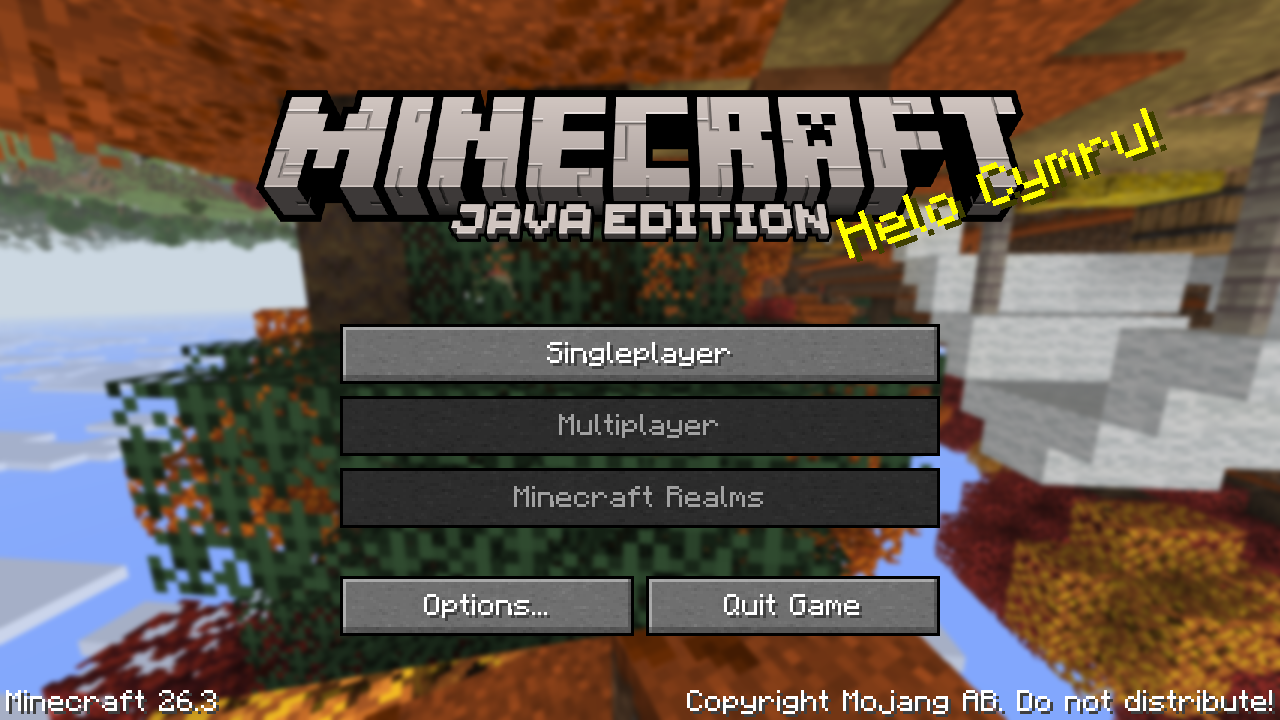 MINECRAFT
JAVA EDITION
Helo Cymru!
Singleplayer
Multiplayer
Minecraft Realms
Options...
Quit Game
Minecraft 26.3
Copyright Mojang AB. Do not distribute!